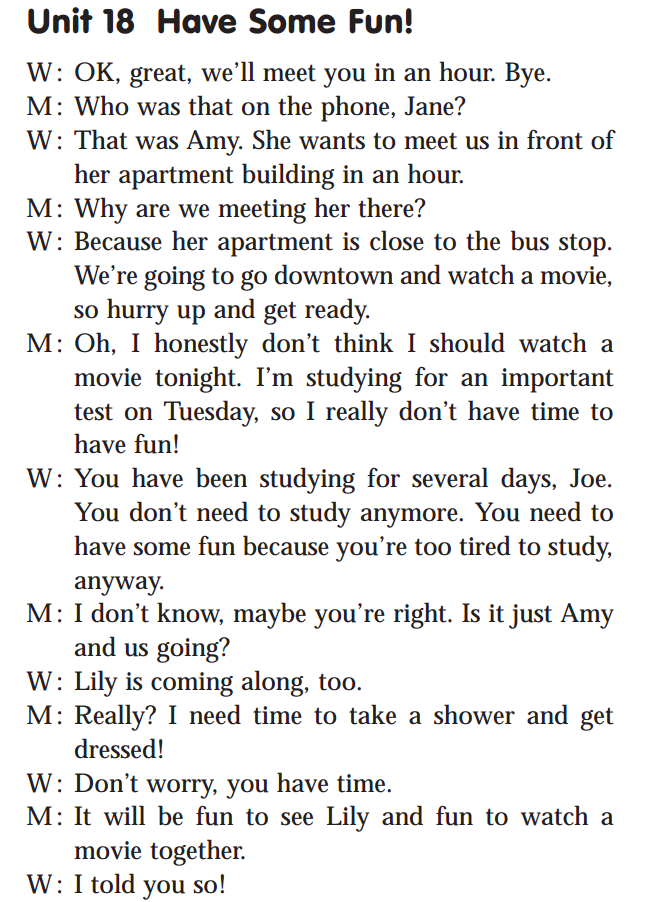 Unit 18 Have Some Fun!
W: OK, great, we'll meet you in an hour. Bye.
M: Who was that on the phone, Jane?
W: That was Amy. She wants to meet us in front of
her apartment building in an hour.
M: Why are we meeting her there?
W: Because her apartment is close to the bus stop.
We're going to go downtown and watch a movie,
so hurry up and get ready.
M: Oh, I honestly don't think I should watch a
movie tonight. I'm studying for an important
test on Tuesday, so I really don't have time to
have fun!
W: You have been studying for several days, Joe.
You don't need to study anymore. You need to
have some fun because you're too tired to study,
anyway.
M: I don't know, maybe you're right. Is it just Amy
and us going?
W: Lily is coming along, too.
M: Really? I need time to take a shower and get
dressed!
W: Don't worry, you have time.
M: It will be fun to see Lily and fun to watch a
movie together.
W: I told you so!